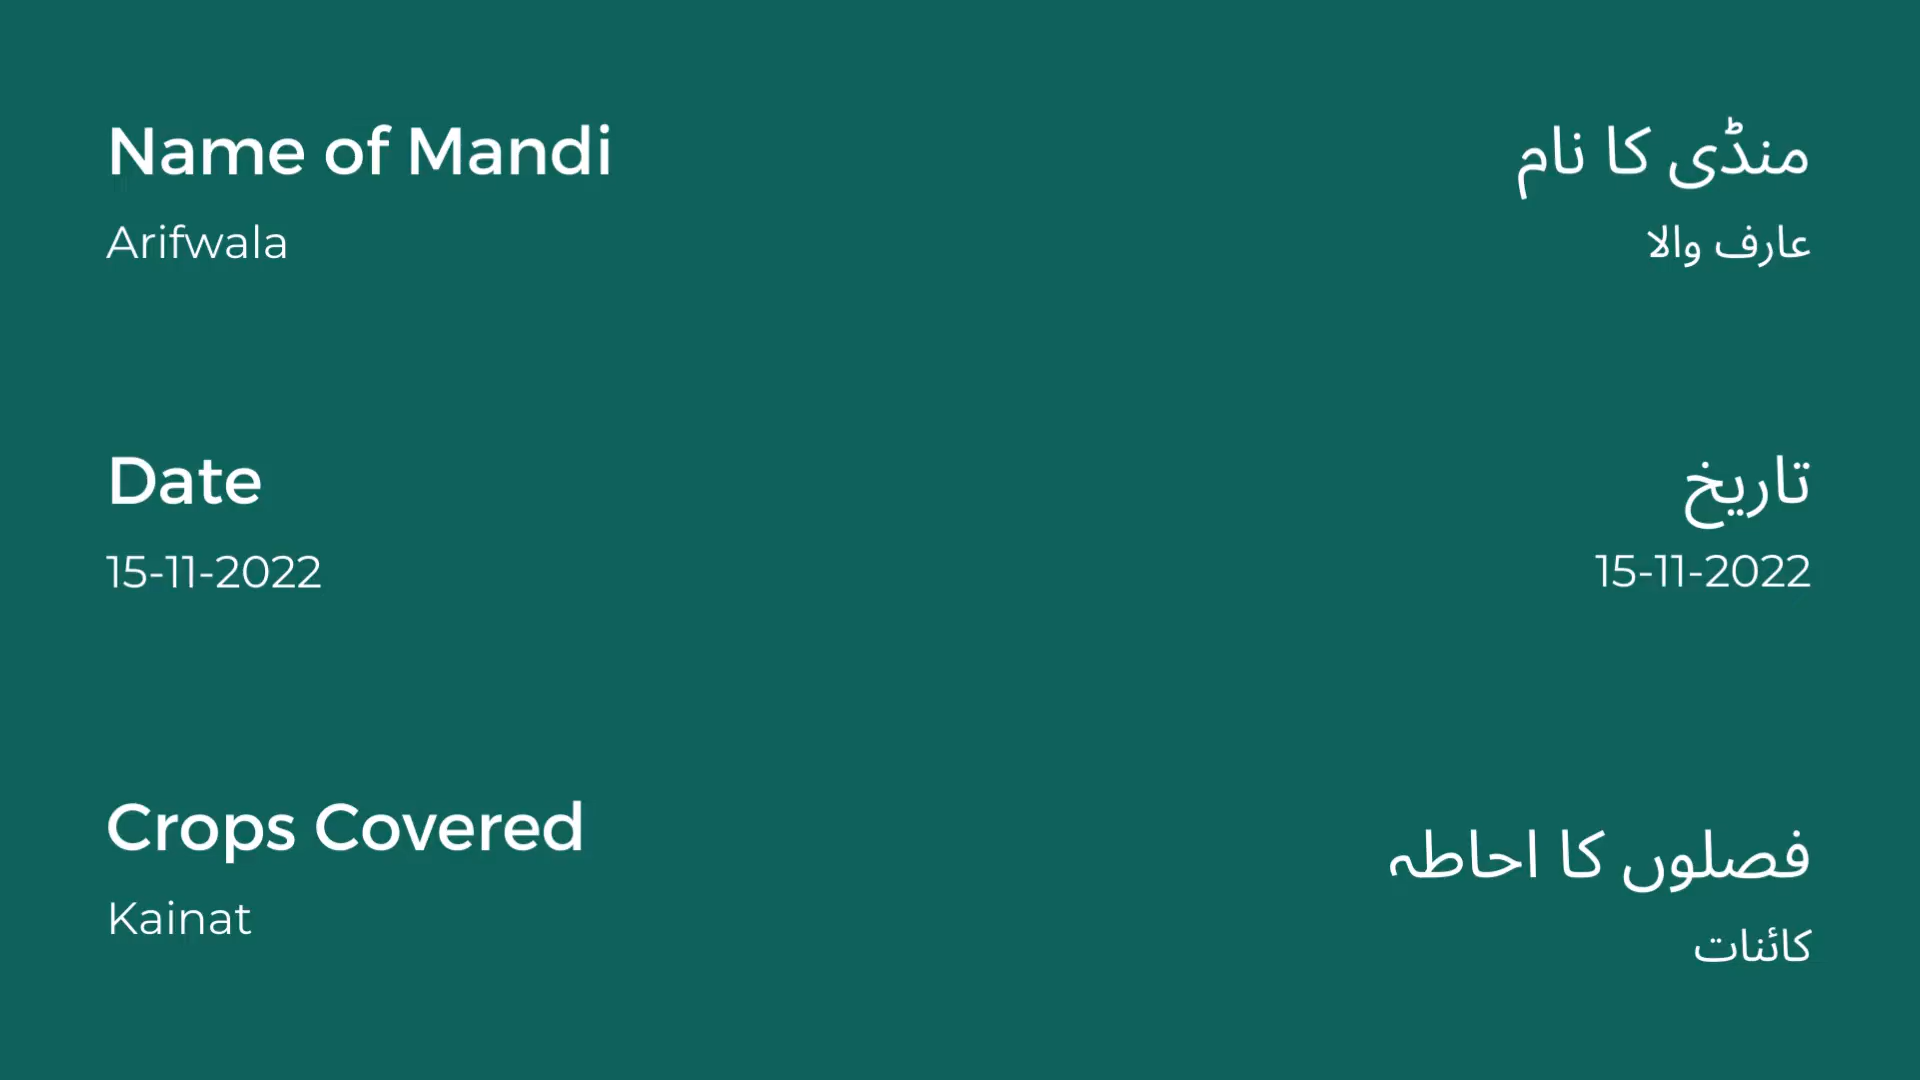 Name of Mandi
منڈی کا نام
Arifwala
عارف والا
Date
تاریخ
15-11-2022
15-11-2022
Crops Covered
فصلوں کا احاطہ
Kainat
کائنات